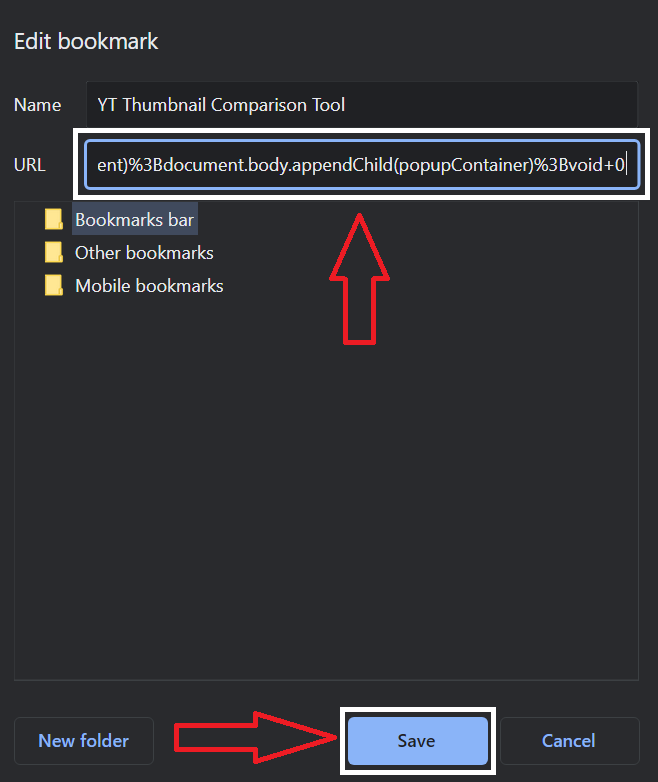 Edit bookmark
Name YT Thumbnail Comparison Tool
URL ent)%3Bdocument.body.appendChild(popupContainer)%3Bvoid+0
Bookmarks bar
Other bookmarks
Mobile bookmarks
New folder Save Cancel